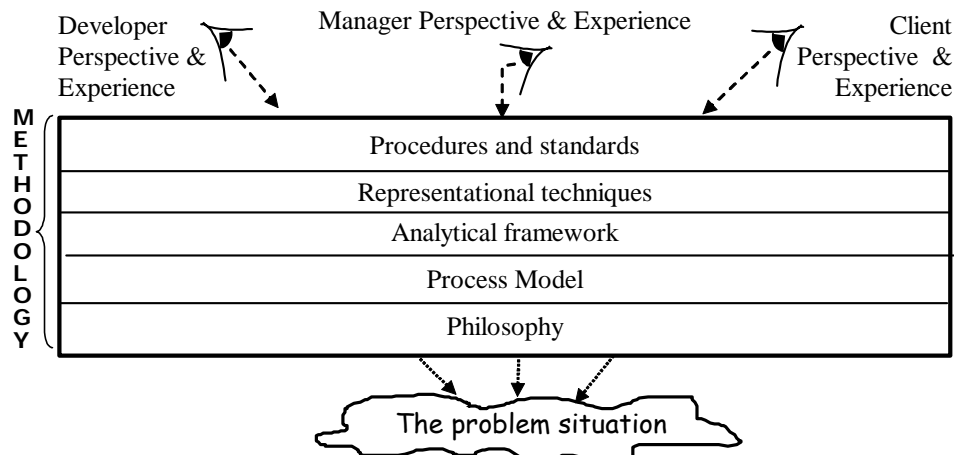 Developer
Perspective &
Experience
Manager Perspective & Experience
Client
Perspective &
Experience
METHODOLOGY
Procedures and standards
Representational techniques
Analytical framework
Process Model
Philosophy
The problem situation